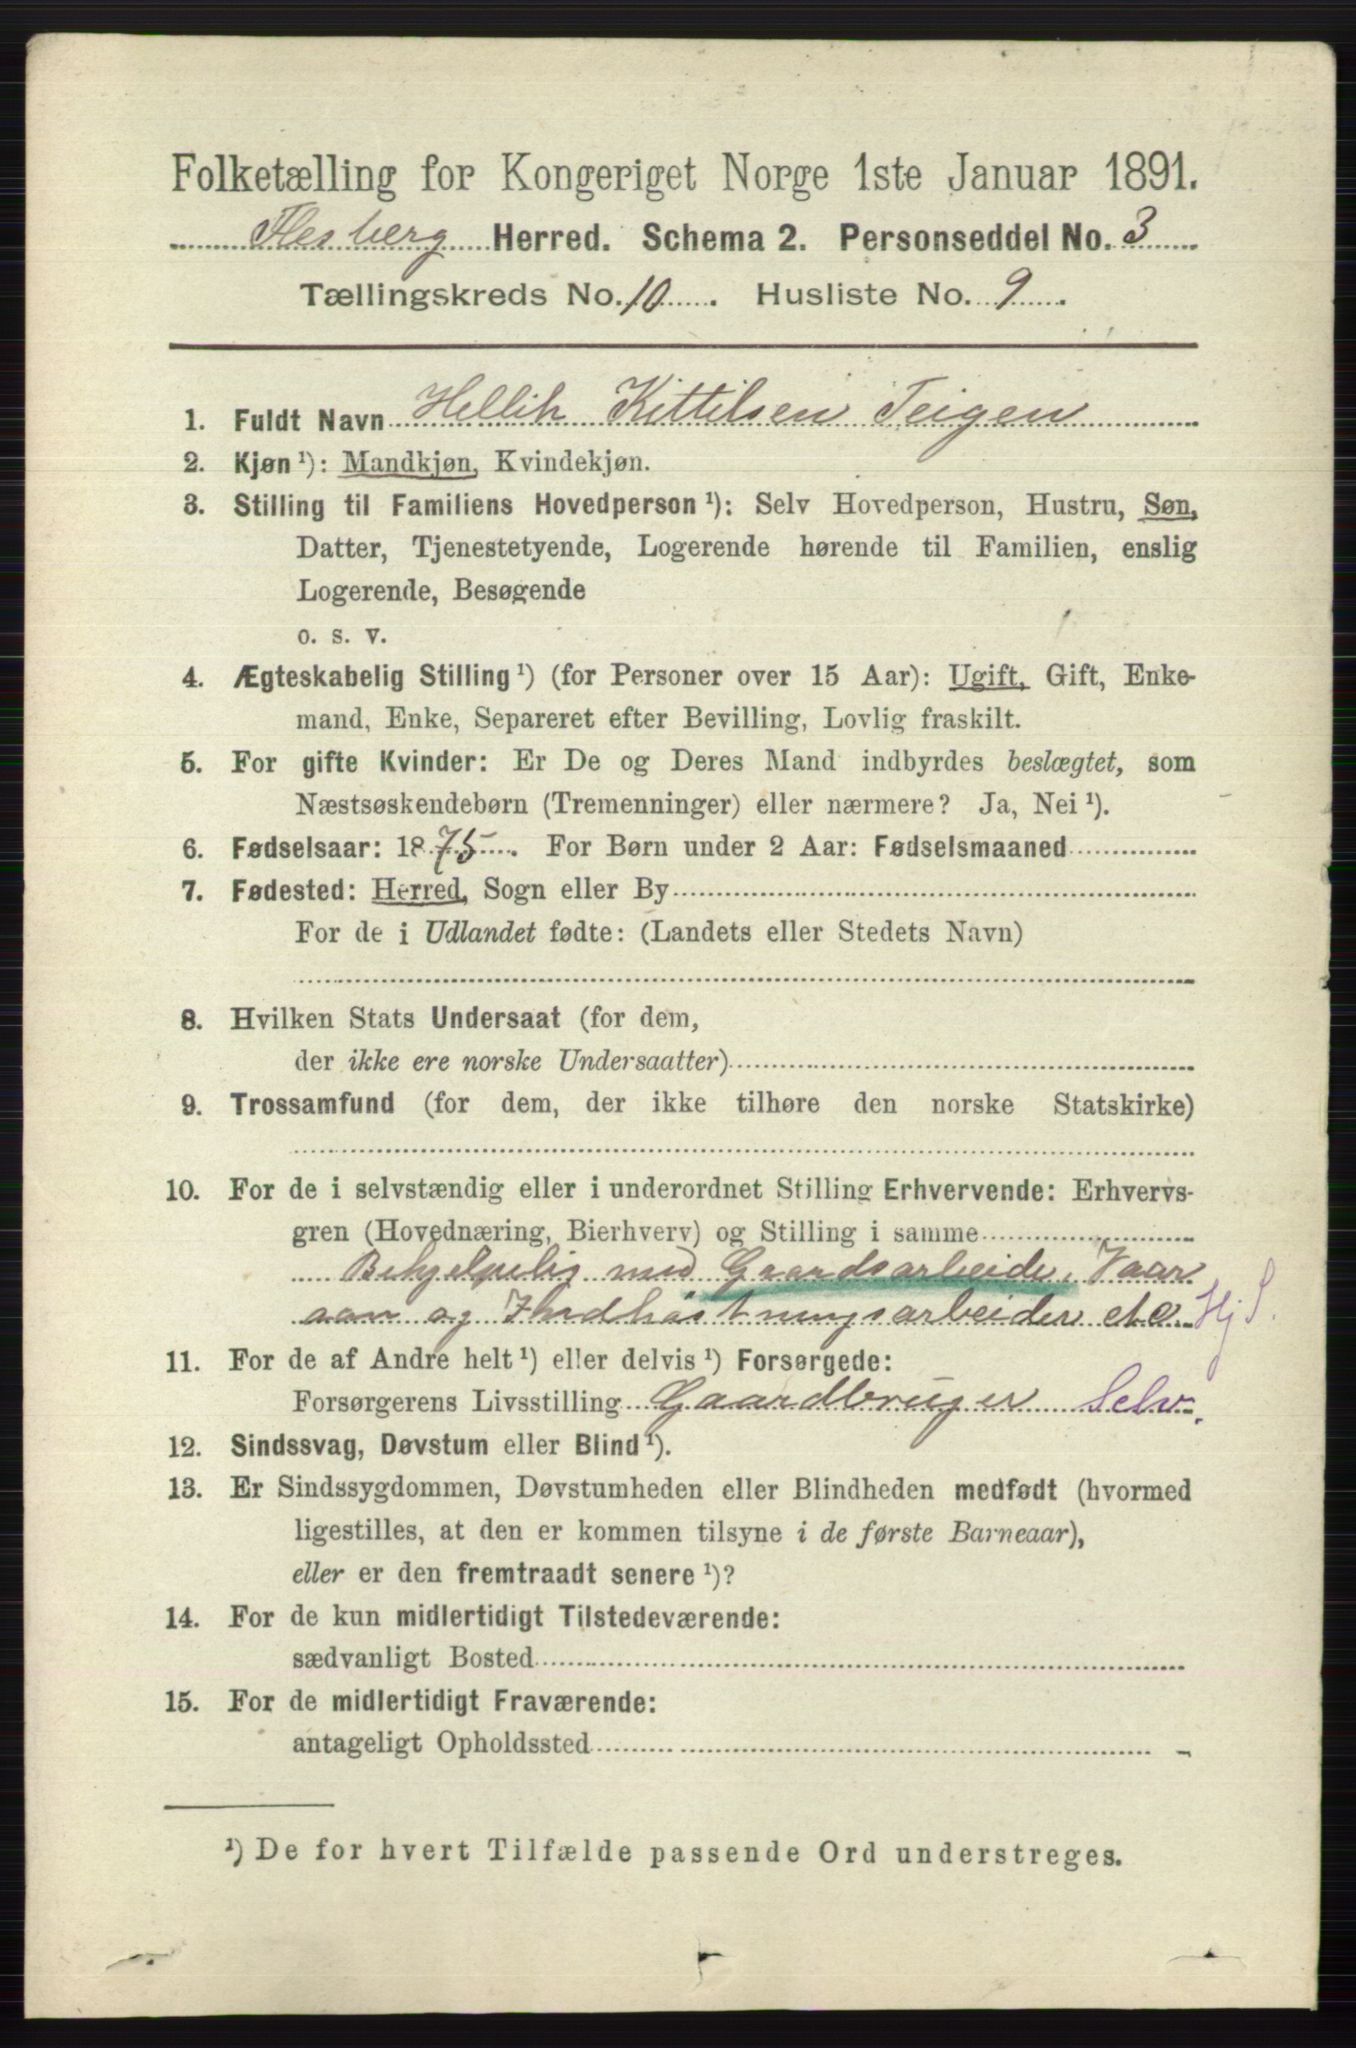 Folketælling for Kongeriget Norge 1ste Januar 1891.
Flesberg Herred. Schema 2. Personseddel No. 3
Tællingskreds No. 10. Husliste No. 9.
1. Fuldt Navn Hellik Kittilsen Teigen
2. Kjøn ¹): Mandkjøn, Kvindekjøn.
3. Stilling til Familiens Hovedperson ¹): Selv Hovedperson, Hustru, Søn,
Datter, Tjenestetyende, Logerende hørende til Familien, enslig
Logerende, Besøgende
o. s. v.
4. Ægteskabelig Stilling ¹) (for Personer over 15 Aar): Ugift, Gift, Enke-
mand, Enke, Separeret efter Bevilling, Lovlig fraskilt.
5. For gifte Kvinder: Er De og Deres Mand indbyrdes beslægtet, som
Næstsøskendebørn (Tremenninger) eller nærmere? Ja, Nei ¹).
6. Fødselsaar: 1875. For Børn under 2 Aar: Fødselsmaaned
7. Fødested: Herred, Sogn eller By
For de i Udlandet fødte: (Landets eller Stedets Navn)
8. Hvilken Stats Undersaat (for dem,
der ikke ere norske Undersaatter)
9. Trossamfund (for dem, der ikke tilhøre den norske Statskirke)
10. For de i selvstændig eller i underordnet Stilling Erhvervende: Erhvervs-
gren (Hovednæring, Bierhverv) og Stilling i samme
Behjelpelig med Gaardsarbeide, Vaar
og Indhøstningsarbeider etc. Hj S.
11. For de af Andre helt ¹) eller delvis ¹) Forsørgede:
Forsørgerens Livsstilling Gaardbruger Selv.
12. Sindssvag, Døvstum eller Blind ¹).
13. Er Sindssygdommen, Døvstumheden eller Blindheden medfødt (hvormed
ligestilles, at den er kommen tilsyne i de første Barneaar),
eller er den fremtraadt senere ¹)?
14. For de kun midlertidigt Tilstedeværende:
sædvanligt Bosted
15. For de midlertidigt Fraværende:
antageligt Opholdssted
¹) De for hvert Tilfælde passende Ord understreges.